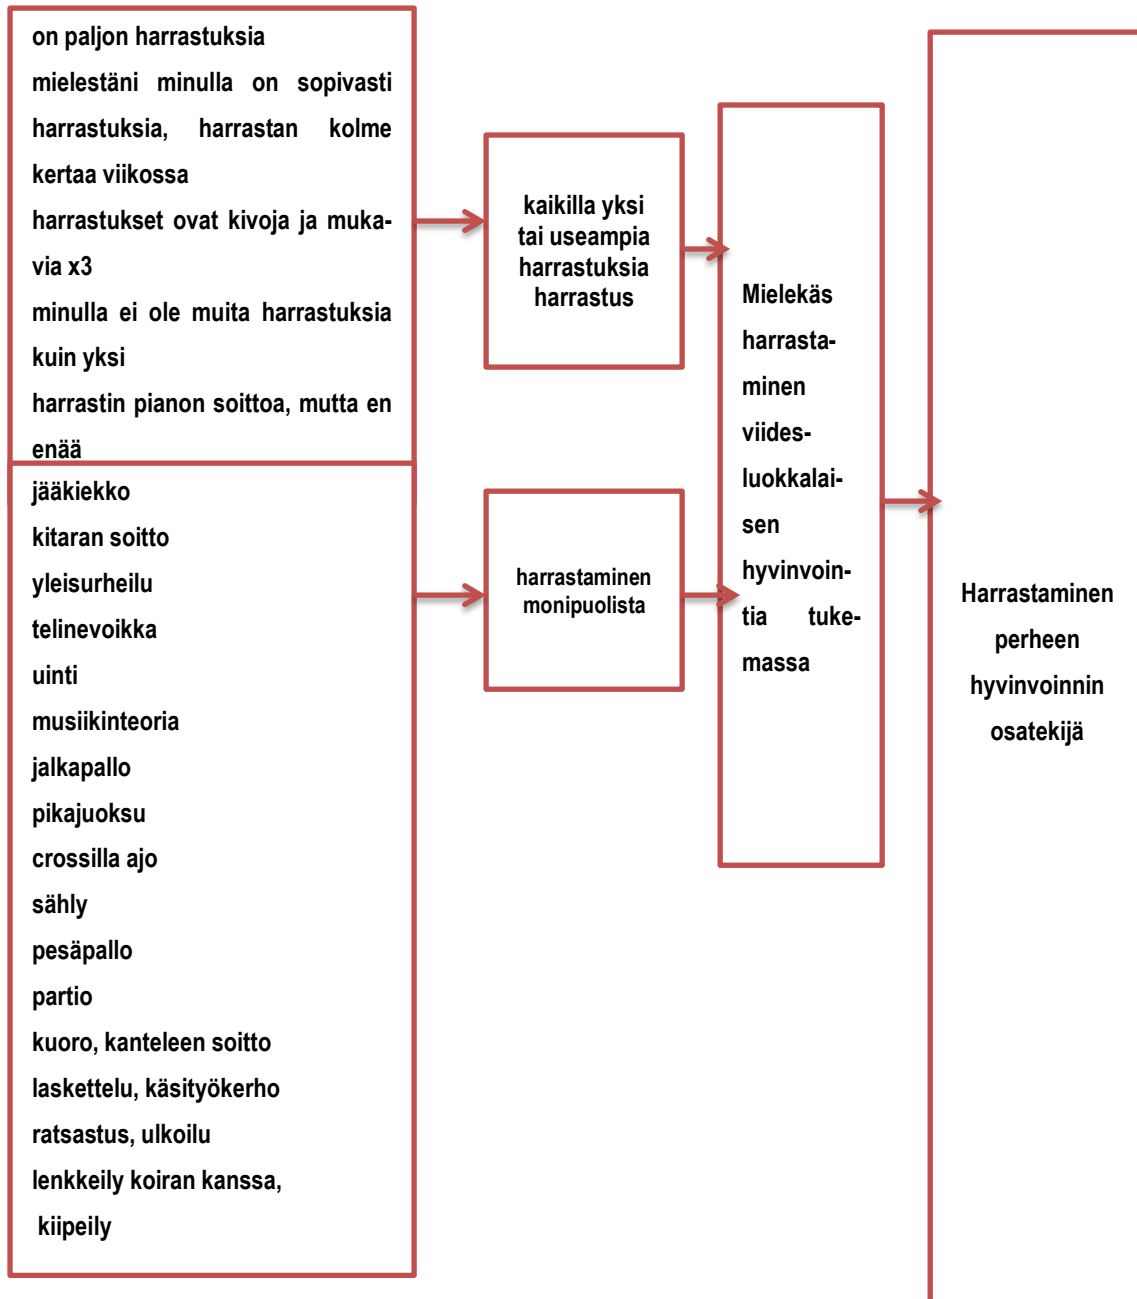 on paljon harrastuksia
mielestäni minulla on sopivasti
harrastuksia, harrastan kolme
kertaa viikossa
harrastukset ovat kivoja ja muka-
via x3
minulla ei ole muita harrastuksia
kuin yksi
harrastin pianon soittoa, mutta en
enää
jääkiekko
kitaran soitto
yleisurheilu
telinevoikka
uinti
musiikinteoria
jalkapallo
pikajuoksu
crossilla ajo
sähly
pesäpallo
partio
kuoro, kanteleen soitto
laskettelu, käsityökerho
ratsastus, ulkoilu
lenkkeily koiran kanssa,
kiipeily
kaikilla yksi
tai useampia
harrastuksia
harrastus
harrastaminen
monipuolista
Mielekäs
harrasta-
minen
viides-
luokkalai-
sen
hyvinvoin-
tia tuke-
massa
Harrastaminen
perheen
hyvinvoinnin
osatekijä